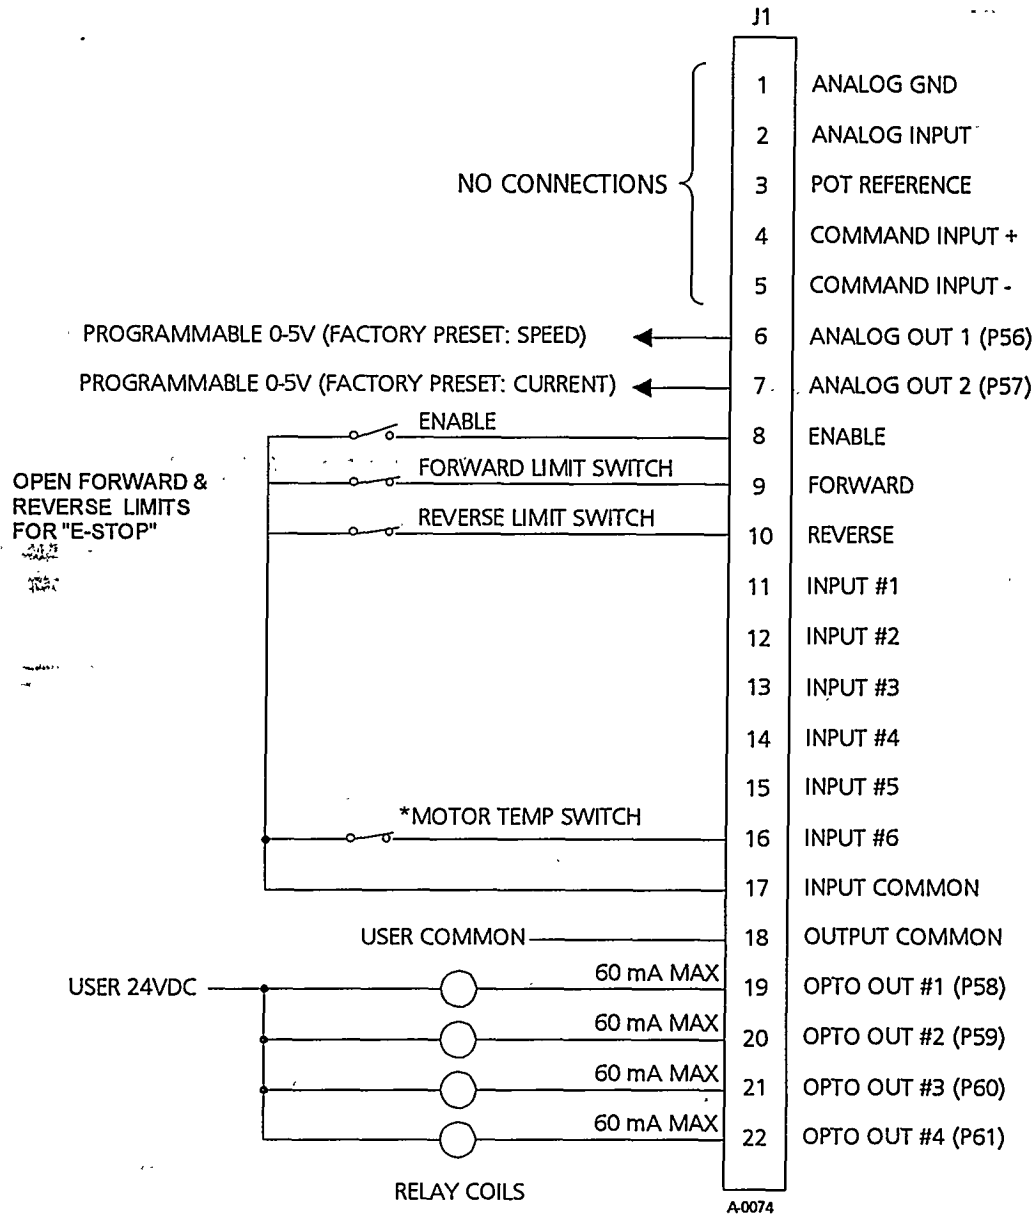 J1
1 ANALOG GND
2 ANALOG INPUT
NO CONNECTIONS 3 POT REFERENCE
4 COMMAND INPUT +
5 COMMAND INPUT -
PROGRAMMABLE 0-5V (FACTORY PRESET: SPEED) 6 ANALOG OUT 1 (P56)
PROGRAMMABLE 0-5V (FACTORY PRESET: CURRENT) 7 ANALOG OUT 2 (P57)
ENABLE 8 ENABLE
FORWARD LIMIT SWITCH 9 FORWARD
OPEN FORWARD &
REVERSE LIMITS
FOR "E-STOP"
REVERSE LIMIT SWITCH 10 REVERSE
11 INPUT #1
12 INPUT #2
13 INPUT #3
14 INPUT #4
15 INPUT #5
*MOTOR TEMP SWITCH 16 INPUT #6
17 INPUT COMMON
USER COMMON 18 OUTPUT COMMON
USER 24VDC 60 mA MAX 19 OPTO OUT #1 (P58)
60 mA MAX 20 OPTO OUT #2 (P59)
60 mA MAX 21 OPTO OUT #3 (P60)
60 mA MAX 22 OPTO OUT #4 (P61)
RELAY COILS
A-0074